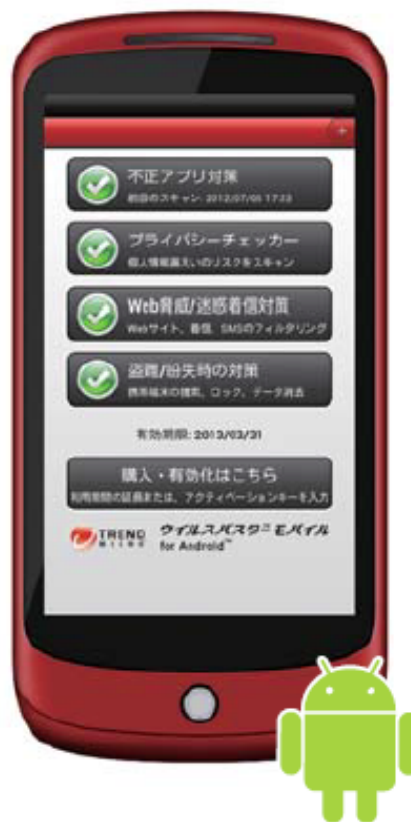 不正アプリ対策
前回のスキャン: 2012/07/05 17:23
プライバシーチェッカー
個人情報漏えいのリスクをスキャン
Web脅威/迷惑着信対策
Webサイト、着信、SMSのフィルタリング
盗難/紛失時の対策
携帯端末の捜索、ロック、データ消去
有効期限: 2013/03/31
購入・有効化はこちら
利用期間の延長または、アクティベーションキーを入力
TREND MICRO
ウイルスバスター モバイル
for Android™